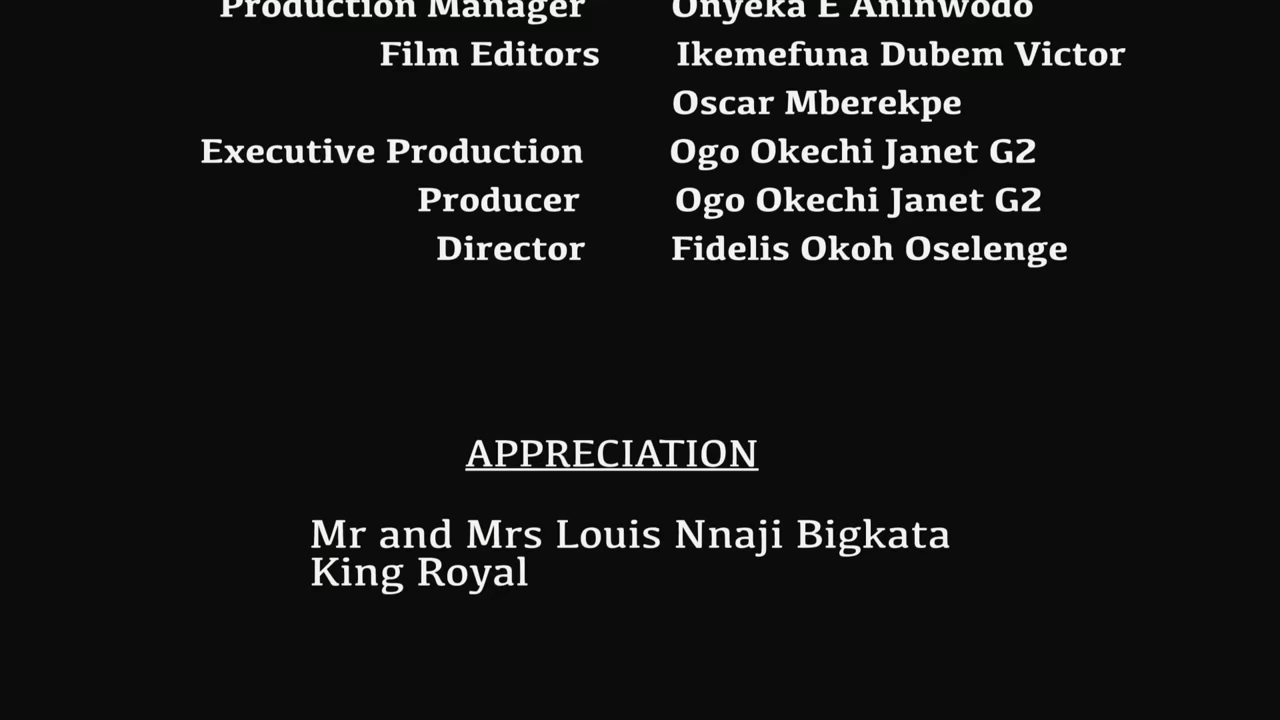 Production Manager Onyeka E Aninwodo
Film Editors Ikemefuna Dubem Victor
Oscar Mberekpe
Executive Production Ogo Okechi Janet G2
Producer Ogo Okechi Janet G2
Director Fidelis Okoh Oselenge
APPRECIATION
Mr and Mrs Louis Nnaji Bigkata
King Royal